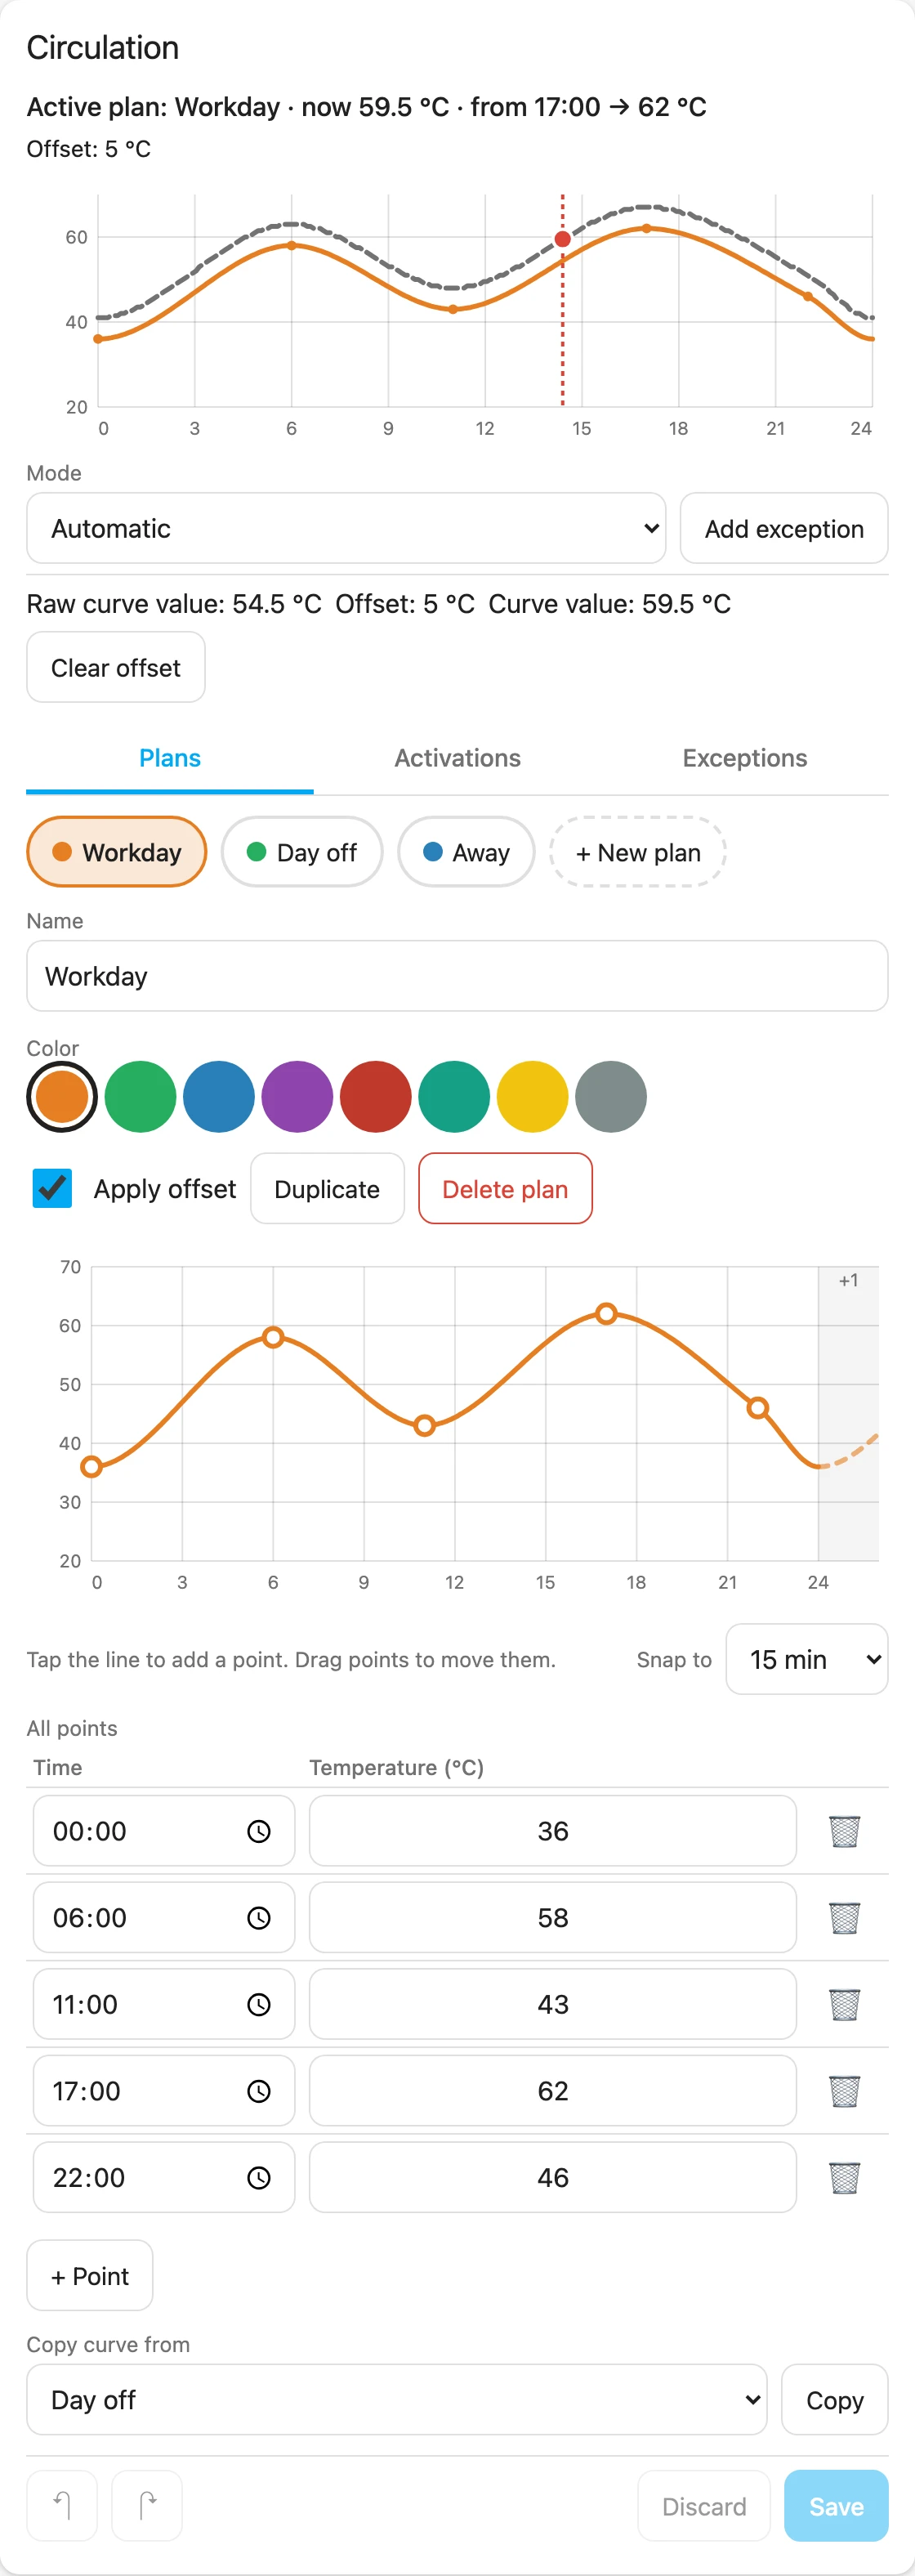 Circulation
Active plan: Workday · now 59.5 °C · from 17:00 → 62 °C
Offset: 5 °C
60
40
20
0 3 6 9 12 15 18 21 24
Mode
Automatic
Add exception
Raw curve value: 54.5 °C Offset: 5 °C Curve value: 59.5 °C
Clear offset
Plans Activations Exceptions
Workday Day off Away + New plan
Name
Workday
Color
Apply offset Duplicate Delete plan
70
+1
60
50
40
30
20
0 3 6 9 12 15 18 21 24
Tap the line to add a point. Drag points to move them. Snap to 15 min
All points
Time Temperature (°C)
00:00 36
06:00 58
11:00 43
17:00 62
22:00 46
+ Point
Copy curve from
Day off Copy
Discard Save